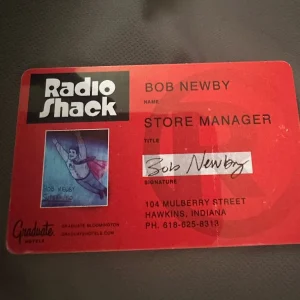 Radio
Shack
BOB NEWBY
NAME
STORE MANAGER
TITLE
Bob Newby
SIGNATURE
104 MULBERRY STREET
HAWKINS, INDIANA
PH. 618-625-8313
Graduate
HOTELS